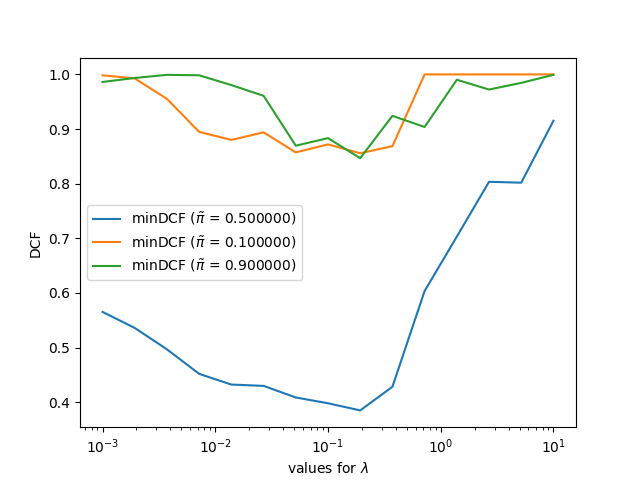 1.0
0.9
0.8
0.7
0.6
0.5
0.4
DCF
minDCF (π̃ = 0.500000)
minDCF (π̃ = 0.100000)
minDCF (π̃ = 0.900000)
10⁻³ 10⁻² 10⁻¹ 10⁰ 10¹
values for λ